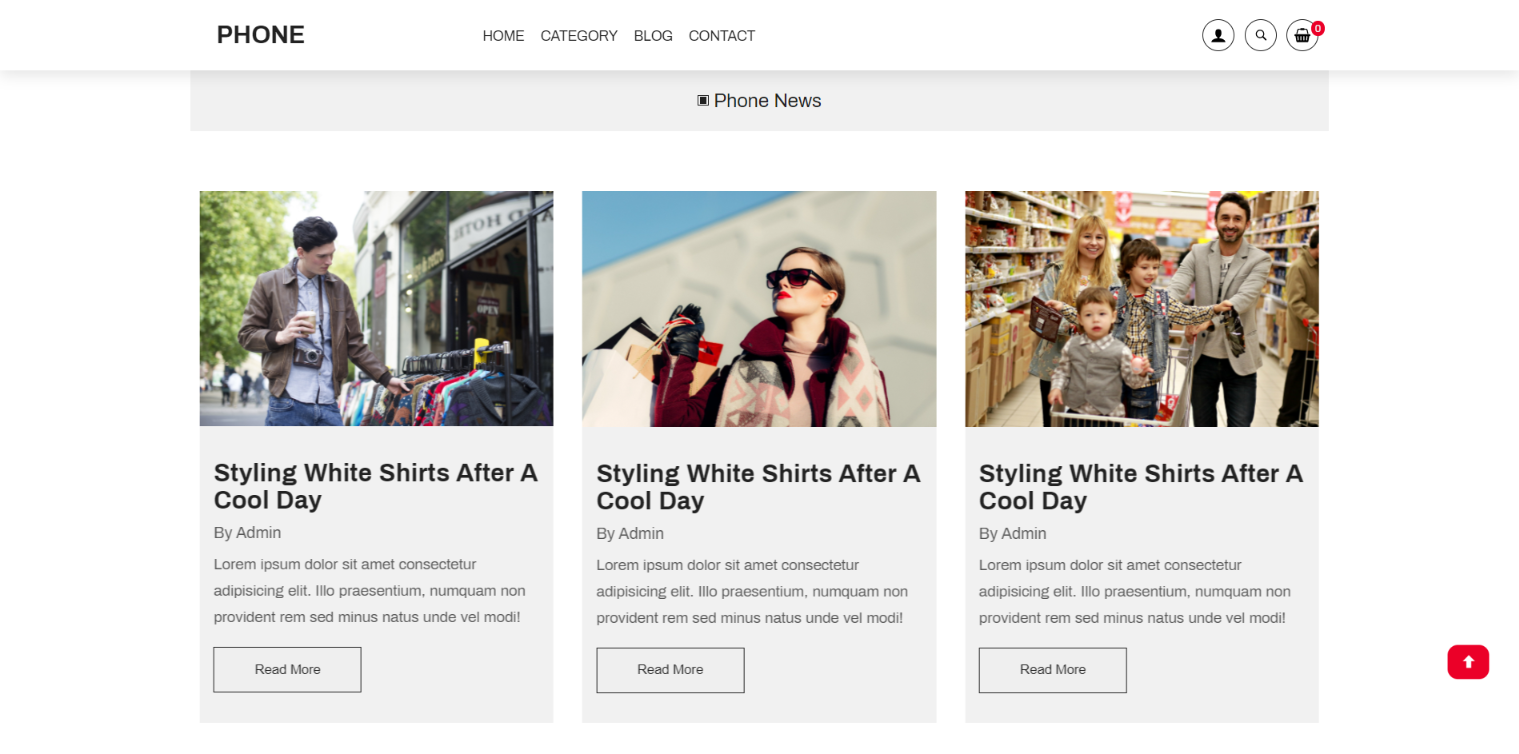 PHONE
HOME CATEGORY BLOG CONTACT
0
Phone News
OPEN
Styling White Shirts After A
Cool Day
By Admin
Lorem ipsum dolor sit amet consectetur
adipisicing elit. Illo praesentium, numquam non
provident rem sed minus natus unde vel modi!
Read More
Styling White Shirts After A
Cool Day
By Admin
Lorem ipsum dolor sit amet consectetur
adipisicing elit. Illo praesentium, numquam non
provident rem sed minus natus unde vel modi!
Read More
Styling White Shirts After A
Cool Day
By Admin
Lorem ipsum dolor sit amet consectetur
adipisicing elit. Illo praesentium, numquam non
provident rem sed minus natus unde vel modi!
Read More